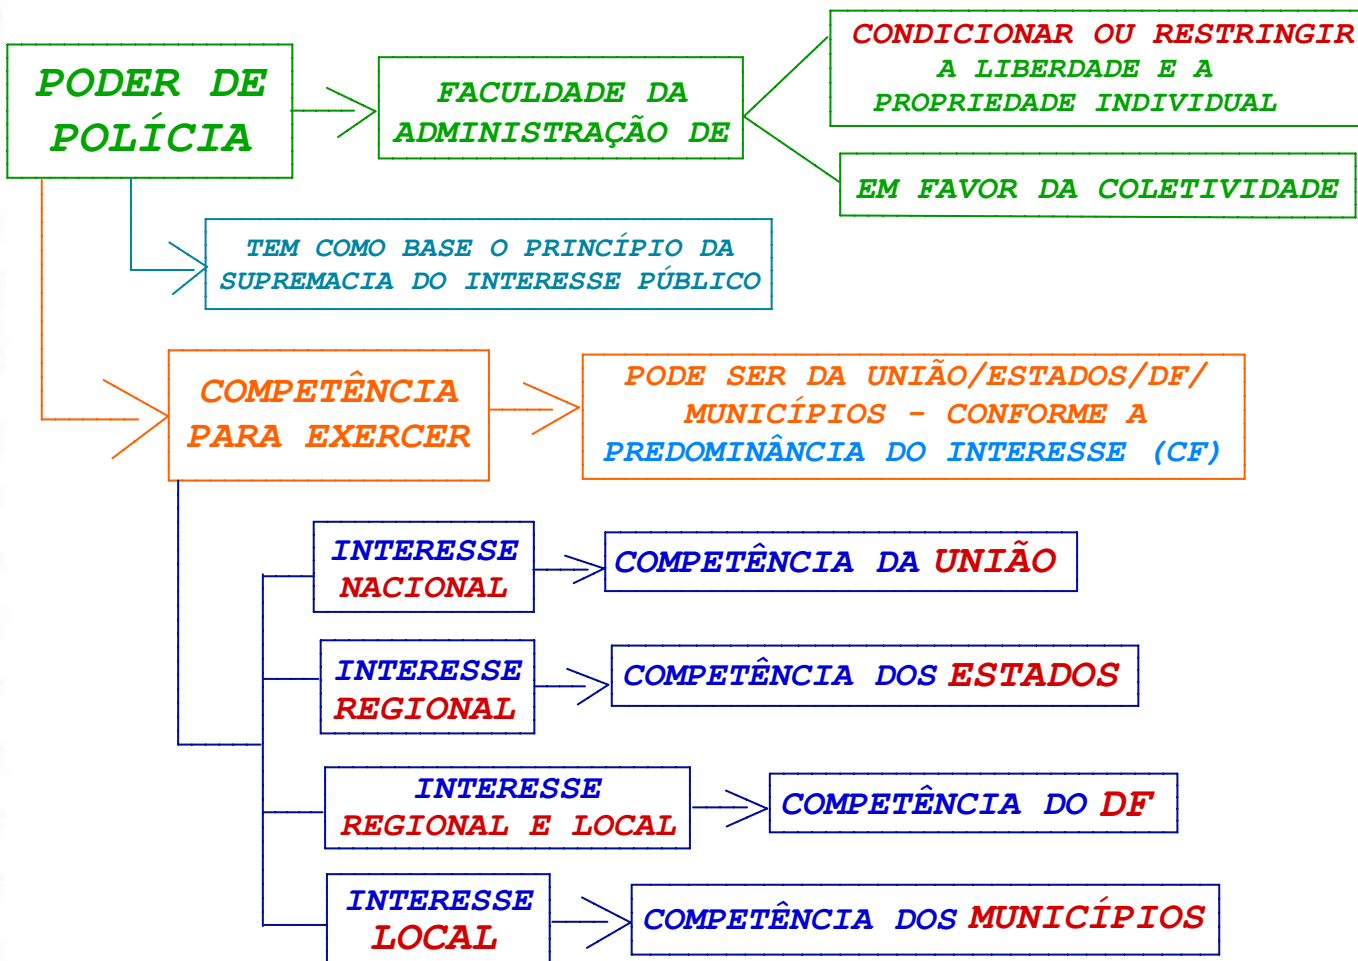 PODER DE
POLÍCIA
FACULDADE DA
ADMINISTRAÇÃO DE
CONDICIONAR OU RESTRINGIR
A LIBERDADE E A
PROPRIEDADE INDIVIDUAL
EM FAVOR DA COLETIVIDADE
TEM COMO BASE O PRINCÍPIO DA
SUPREMACIA DO INTERESSE PÚBLICO
COMPETÊNCIA
PARA EXERCER
PODE SER DA UNIÃO/ESTADOS/DF/
MUNICÍPIOS - CONFORME A
PREDOMINÂNCIA DO INTERESSE (CF)
INTERESSE
NACIONAL
COMPETÊNCIA DA UNIÃO
INTERESSE
REGIONAL
COMPETÊNCIA DOS ESTADOS
INTERESSE
REGIONAL E LOCAL
COMPETÊNCIA DO DF
INTERESSE
LOCAL
COMPETÊNCIA DOS MUNICÍPIOS